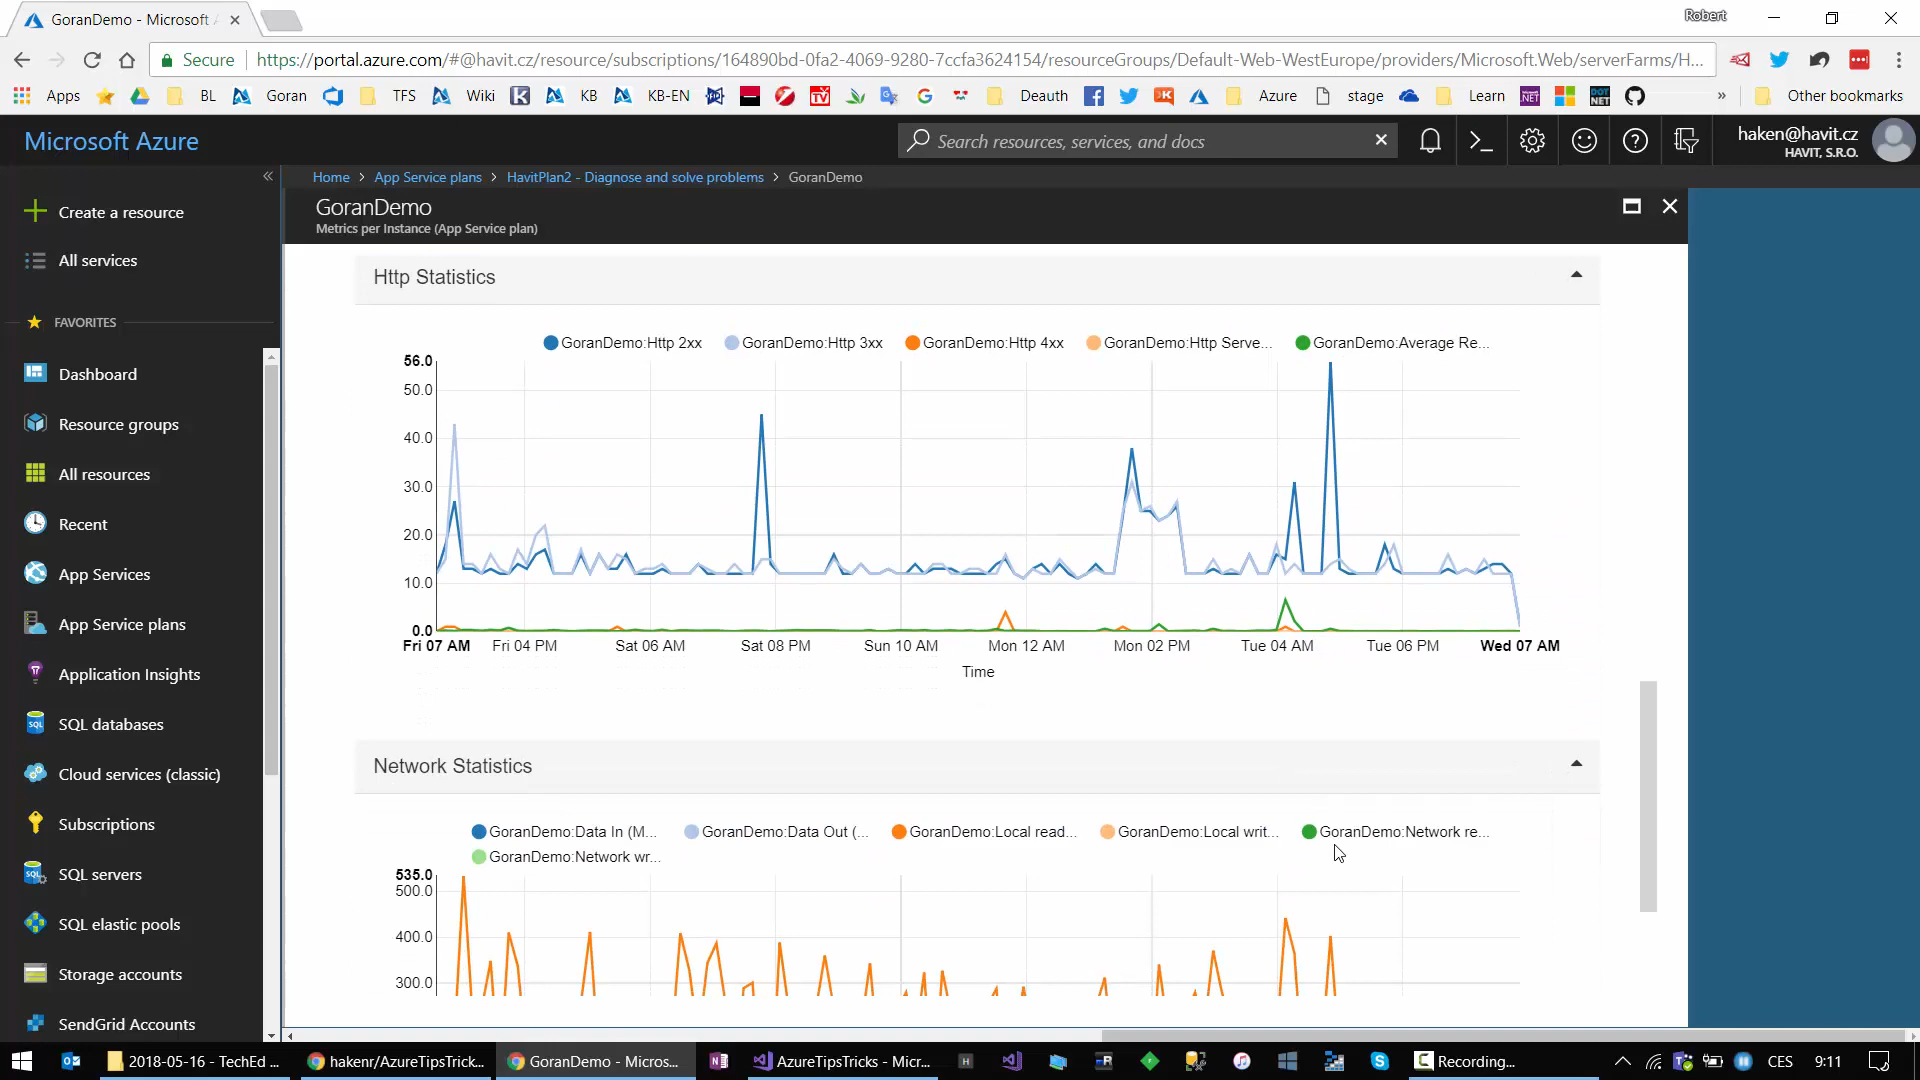 GoranDemo - Microsoft
Robert
Secure
https://portal.azure.com/#@havit.cz/resource/subscriptions/164890bd-0fa2-4069-9280-7ccfa3624154/resourceGroups/Default-Web-WestEurope/providers/Microsoft.Web/serverFarms/H...
Apps BL Goran TFS Wiki KB KB-EN Deauth Azure stage Learn » Other bookmarks
Microsoft Azure
Search resources, services, and docs
haken@havit.cz
HAVIT, S.R.O.
Home > App Service plans > HavitPlan2 - Diagnose and solve problems > GoranDemo
GoranDemo
Metrics per Instance (App Service plan)
Create a resource
All services
FAVORITES
Dashboard
Resource groups
All resources
Recent
App Services
App Service plans
Application Insights
SQL databases
Cloud services (classic)
Subscriptions
SQL servers
SQL elastic pools
Storage accounts
SendGrid Accounts
Http Statistics
GoranDemo:Http 2xx GoranDemo:Http 3xx GoranDemo:Http 4xx GoranDemo:Http Serve... GoranDemo:Average Re...
56.0
50.0
40.0
30.0
20.0
10.0
0.0
Fri 07 AM Fri 04 PM Sat 06 AM Sat 08 PM Sun 10 AM Mon 12 AM Mon 02 PM Tue 04 AM Tue 06 PM Wed 07 AM
Time
Network Statistics
GoranDemo:Data In (M... GoranDemo:Data Out (... GoranDemo:Local read... GoranDemo:Local writ... GoranDemo:Network re...
GoranDemo:Network wr...
535.0
500.0
400.0
300.0
2018-05-16 - TechEd ... hakenr/AzureTipsTrick... GoranDemo - Micros... AzureTipsTricks - Micr... Recording... CES 9:11